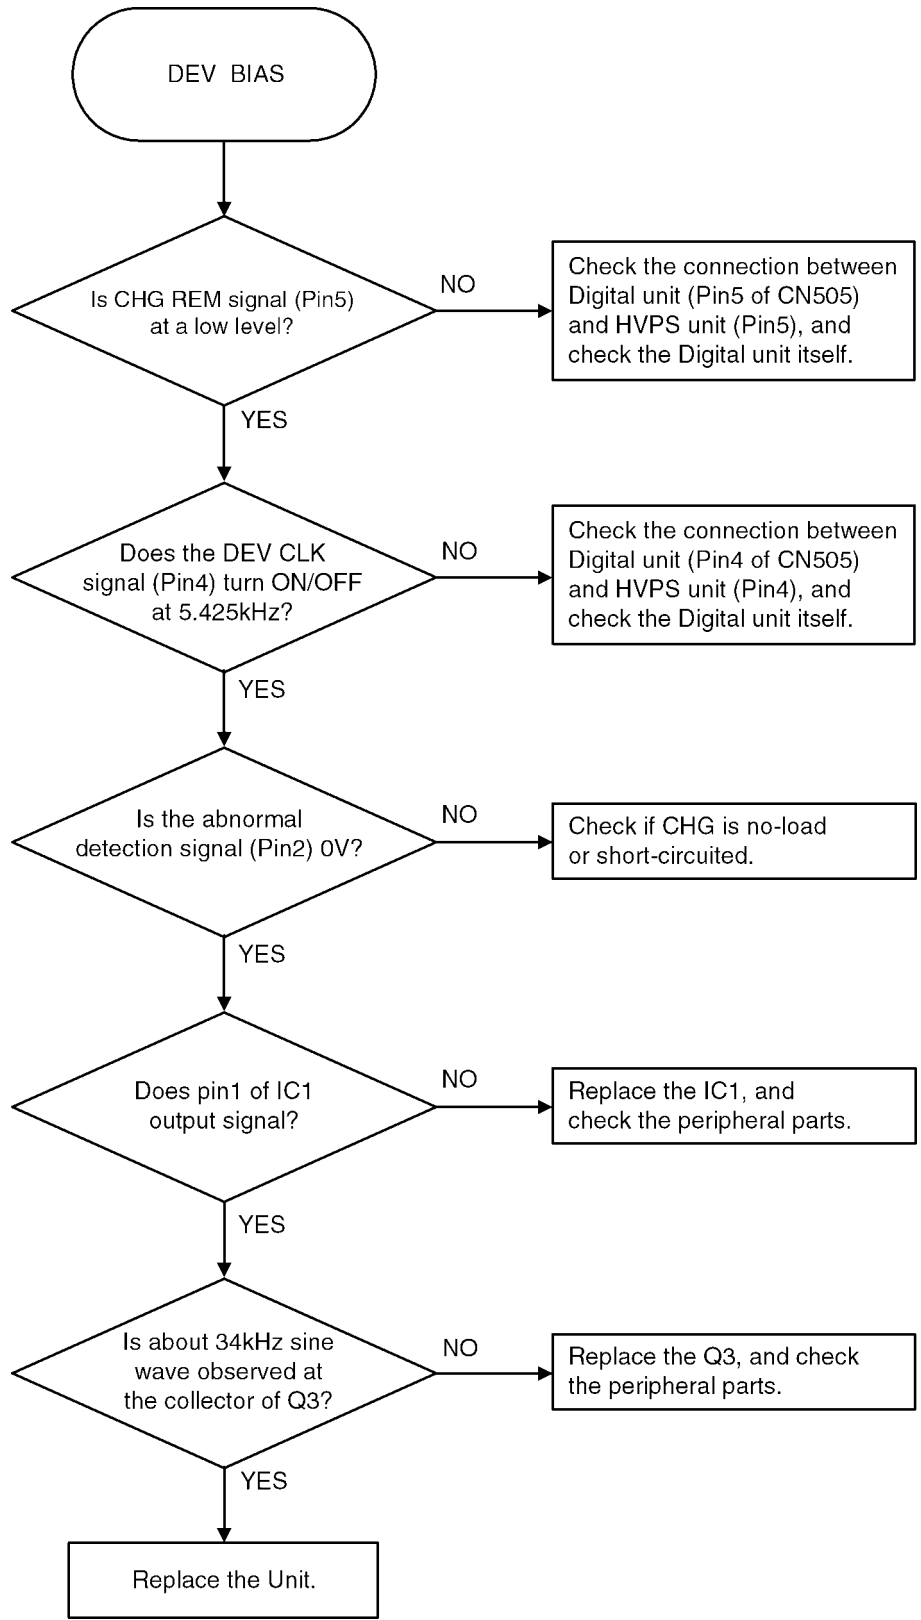 DEV BIAS
Is CHG REM signal (Pin5)
at a low level?
NO
Check the connection between
Digital unit (Pin5 of CN505)
and HVPS unit (Pin5), and
check the Digital unit itself.
YES
Does the DEV CLK
signal (Pin4) turn ON/OFF
at 5.425kHz?
NO
Check the connection between
Digital unit (Pin4 of CN505)
and HVPS unit (Pin4), and
check the Digital unit itself.
YES
Is the abnormal
detection signal (Pin2) 0V?
NO
Check if CHG is no-load
or short-circuited.
YES
Does pin1 of IC1
output signal?
NO
Replace the IC1, and
check the peripheral parts.
YES
Is about 34kHz sine
wave observed at
the collector of Q3?
NO
Replace the Q3, and check
the peripheral parts.
YES
Replace the Unit.